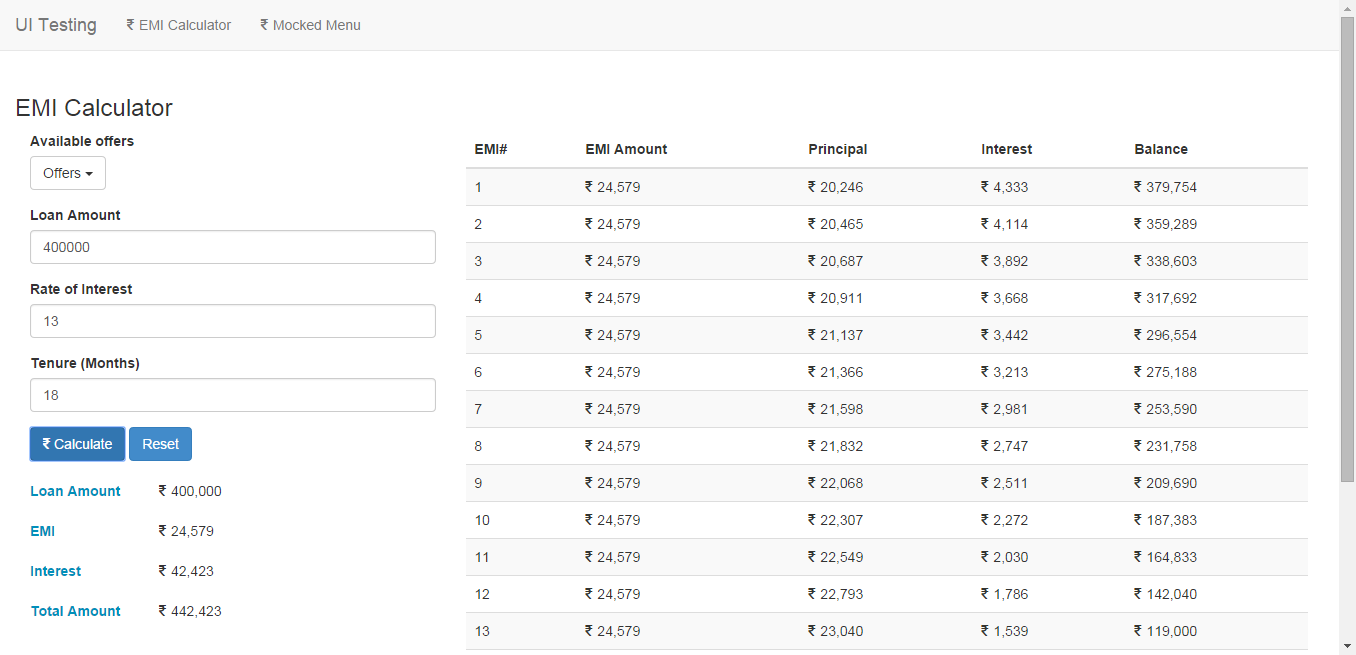 UI Testing ₹ EMI Calculator ₹ Mocked Menu
EMI Calculator
Available offers
Offers
Loan Amount
400000
Rate of Interest
13
Tenure (Months)
18
₹ Calculate Reset
Loan Amount ₹ 400,000
EMI ₹ 24,579
Interest ₹ 42,423
Total Amount ₹ 442,423
EMI# EMI Amount Principal Interest Balance
1 ₹ 24,579 ₹ 20,246 ₹ 4,333 ₹ 379,754
2 ₹ 24,579 ₹ 20,465 ₹ 4,114 ₹ 359,289
3 ₹ 24,579 ₹ 20,687 ₹ 3,892 ₹ 338,603
4 ₹ 24,579 ₹ 20,911 ₹ 3,668 ₹ 317,692
5 ₹ 24,579 ₹ 21,137 ₹ 3,442 ₹ 296,554
6 ₹ 24,579 ₹ 21,366 ₹ 3,213 ₹ 275,188
7 ₹ 24,579 ₹ 21,598 ₹ 2,981 ₹ 253,590
8 ₹ 24,579 ₹ 21,832 ₹ 2,747 ₹ 231,758
9 ₹ 24,579 ₹ 22,068 ₹ 2,511 ₹ 209,690
10 ₹ 24,579 ₹ 22,307 ₹ 2,272 ₹ 187,383
11 ₹ 24,579 ₹ 22,549 ₹ 2,030 ₹ 164,833
12 ₹ 24,579 ₹ 22,793 ₹ 1,786 ₹ 142,040
13 ₹ 24,579 ₹ 23,040 ₹ 1,539 ₹ 119,000